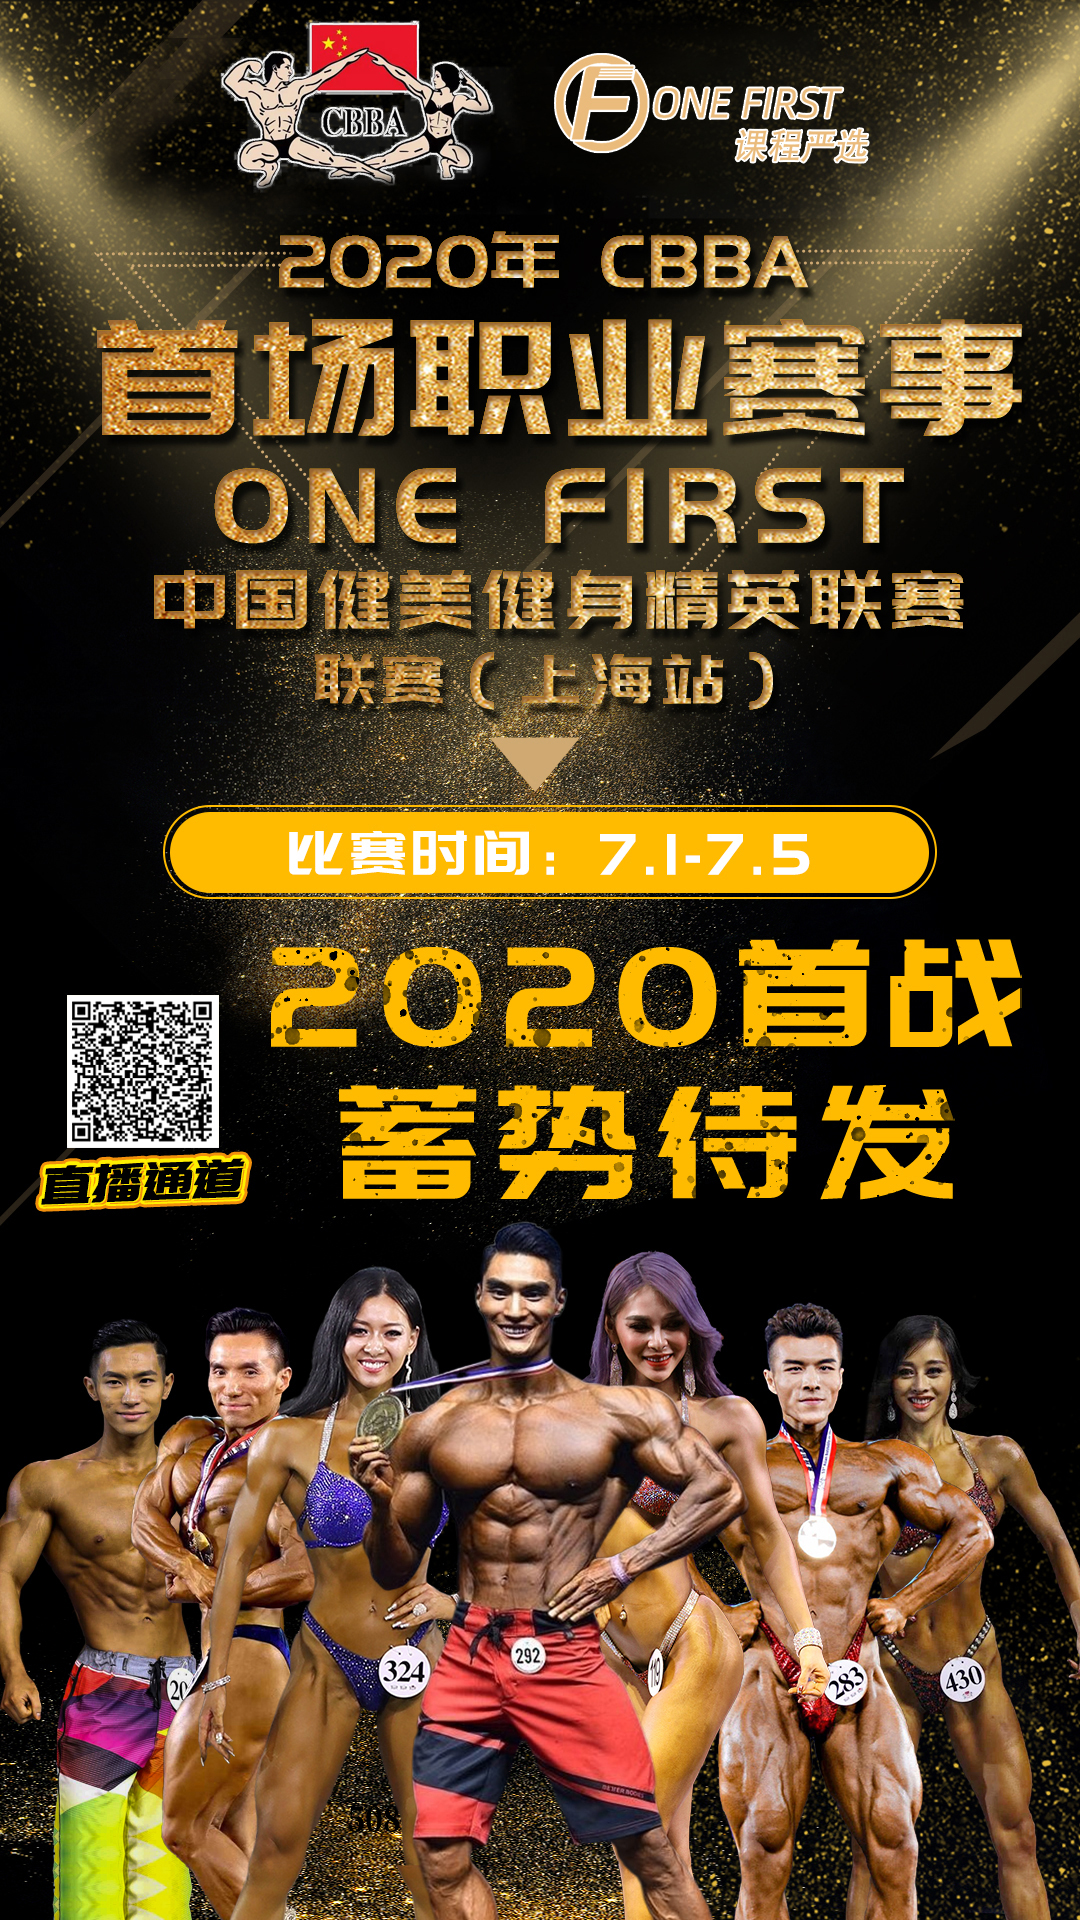 CBBA
ONE FIRST
课程严选
2020年 CBBA
首场职业赛事
ONE FIRST
中国健美健身精英联赛
联赛(上海站)
比赛时间：7.1-7.5
2020首战
蓄势待发
直播通道
324
292
283
430
508